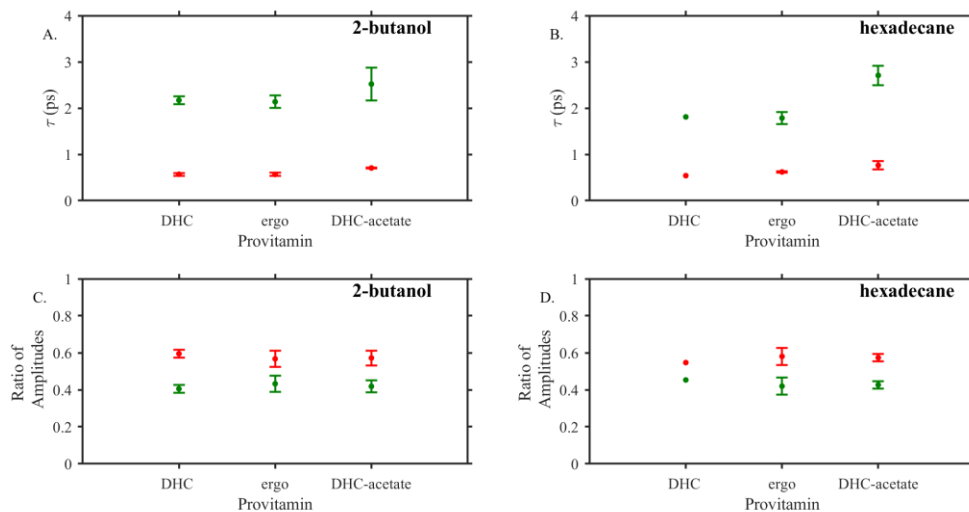 A.
2-butanol
4
3
2
1
0
τ (ps)
DHC
ergo
DHC-acetate
Provitamin
B.
hexadecane
4
3
2
1
0
τ (ps)
DHC
ergo
DHC-acetate
Provitamin
C.
2-butanol
1
0.8
0.6
0.4
0.2
0
Ratio of
Amplitudes
DHC
ergo
DHC-acetate
Provitamin
D.
hexadecane
1
0.8
0.6
0.4
0.2
0
Ratio of
Amplitudes
DHC
ergo
DHC-acetate
Provitamin